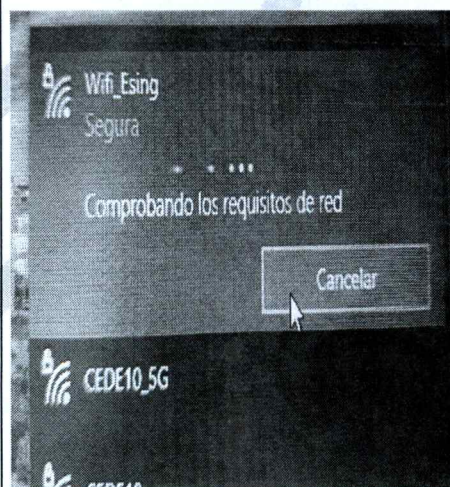 Wifi_Esing
Segura
Comprobando los requisitos de red
Cancelar
CEDE10_5G